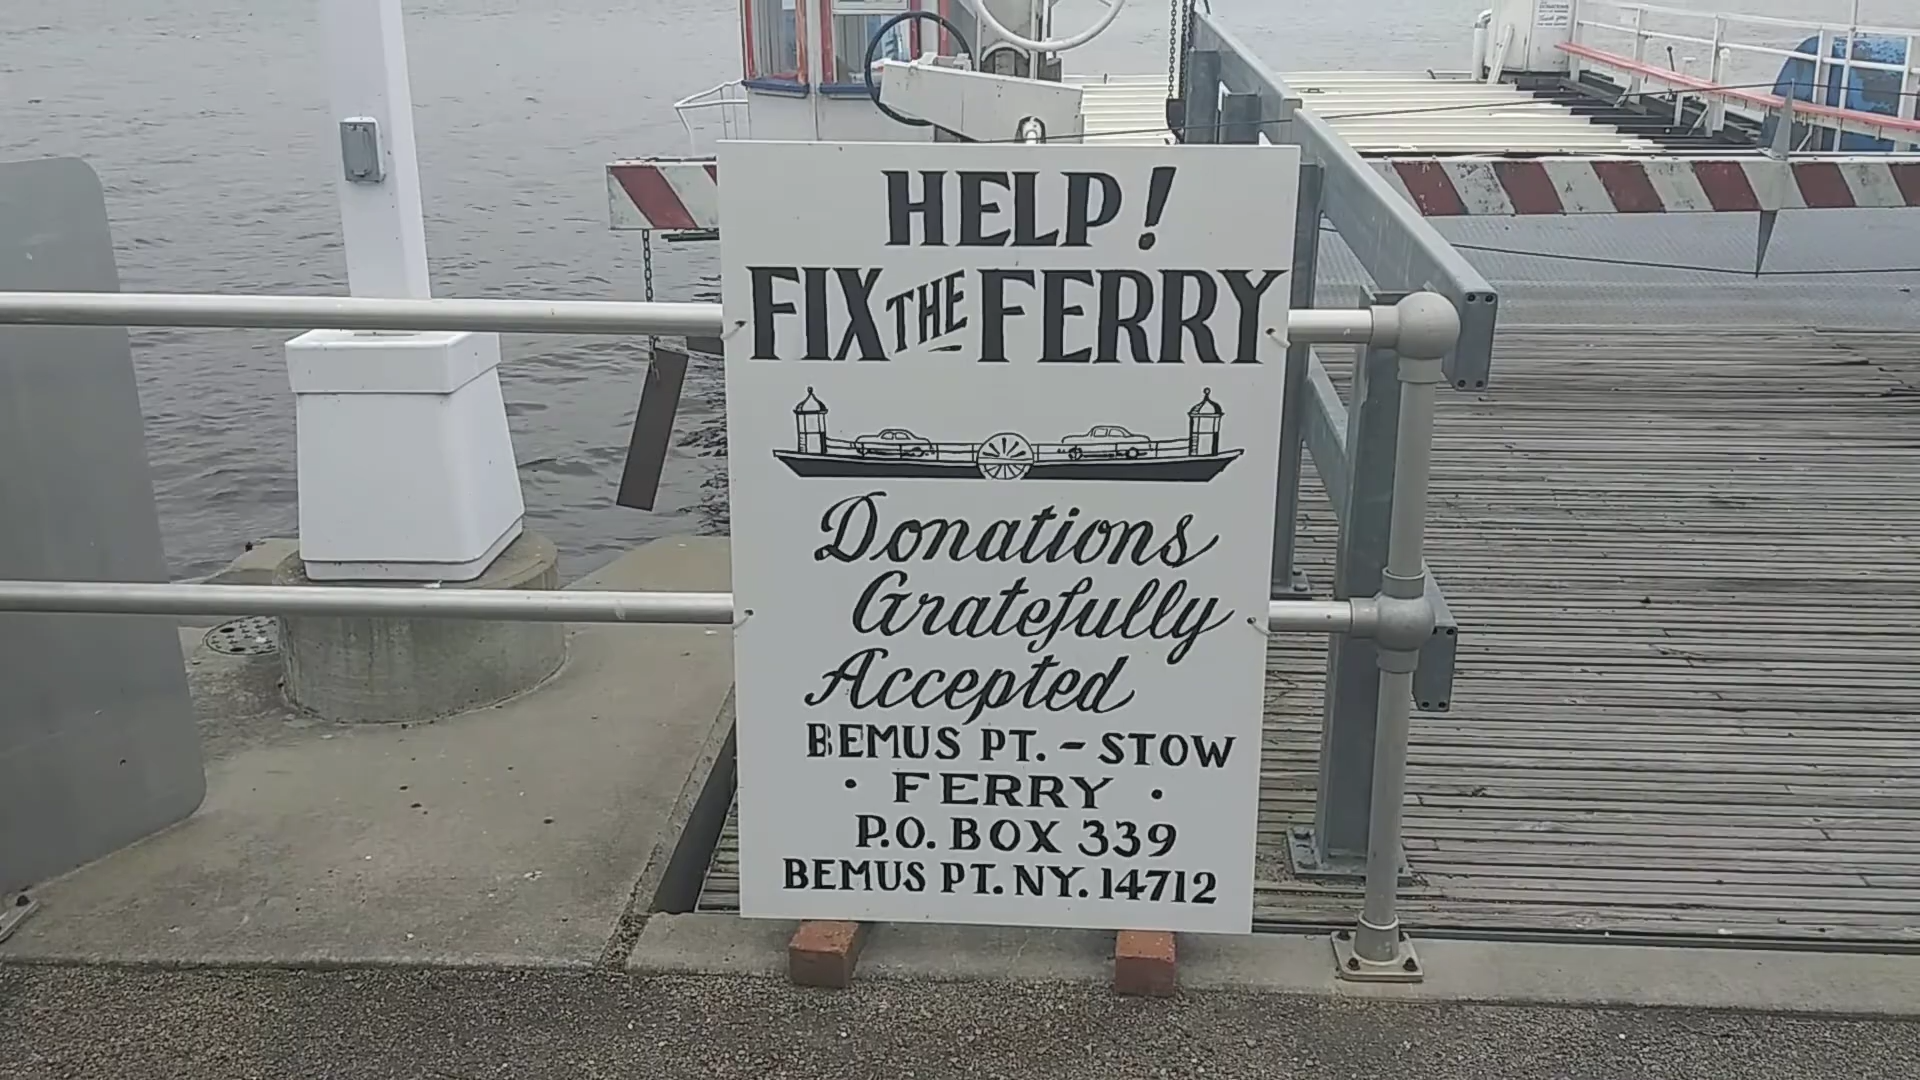 HELP!
FIX THE FERRY
Donations
Gratefully
Accepted
BEMUS PT. - STOW
• FERRY •
P.O. BOX 339
BEMUS PT. NY. 14712